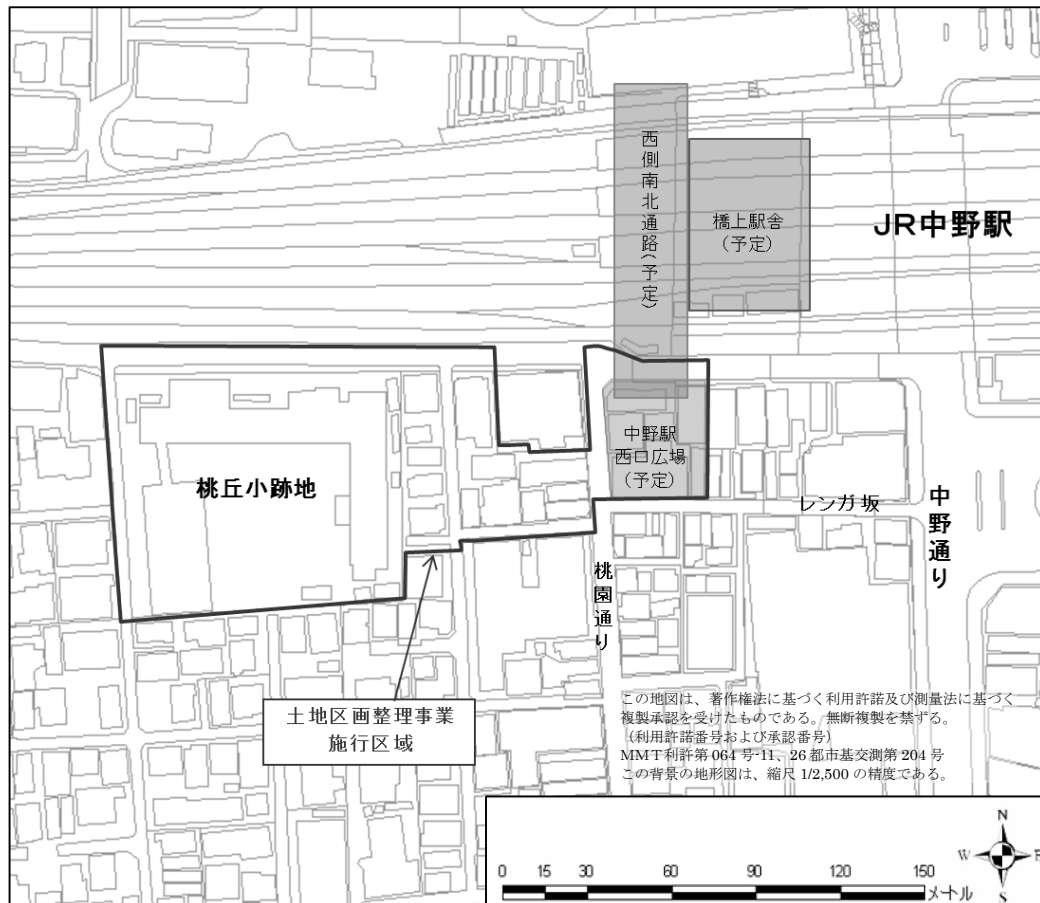 西側南北通路(予定)
橋上駅舎
(予定)
JR中野駅
中野駅
西口広場
(予定)
桃丘小跡地
レンガ坂
中野通り
桃園通り
土地区画整理事業
施行区域
この地図は、著作権法に基づく利用許諾及び測量法に基づく
複製承認を受けたものである。無断複製を禁ずる。
(利用許諾番号および承認番号)
MMT利許第064号-11、26都市基交測第204号
この背景の地形図は、縮尺1/2,500の精度である。
N
W E
S
0 15 30 60 90 120 150
メートル